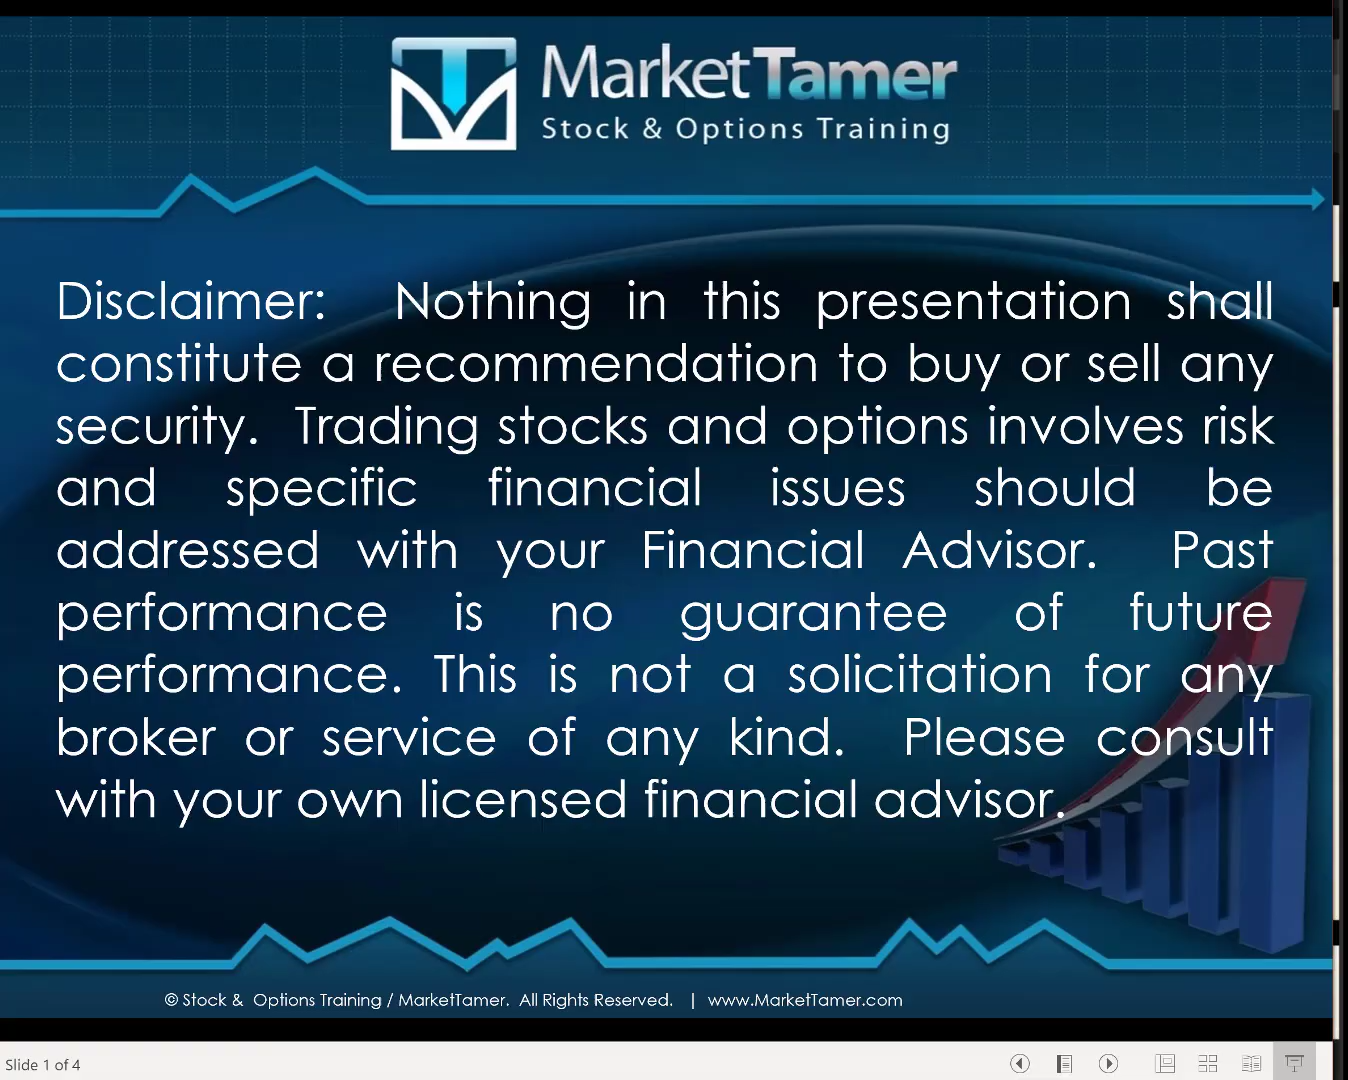 MarketTamer
Stock & Options Training
Disclaimer: Nothing in this presentation shall
constitute a recommendation to buy or sell any
security. Trading stocks and options involves risk
and specific financial issues should be
addressed with your Financial Advisor. Past
performance is no guarantee of future
performance. This is not a solicitation for any
broker or service of any kind. Please consult
with your own licensed financial advisor.
© Stock & Options Training / MarketTamer. All Rights Reserved. | www.MarketTamer.com
Slide 1 of 4